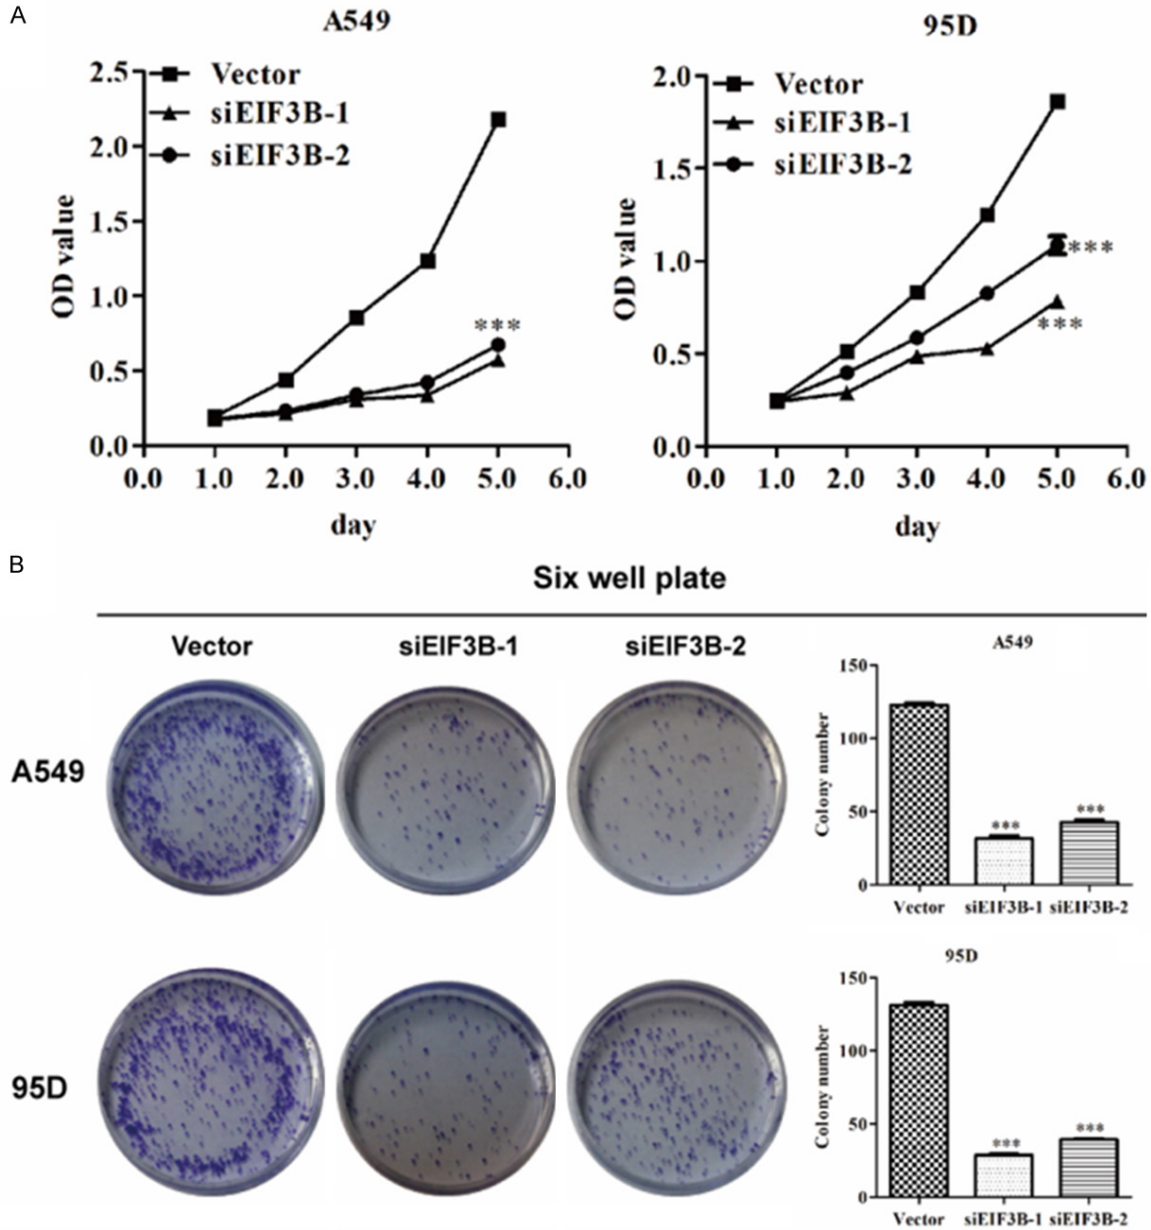 A
A549
2.5
2.0
1.5
1.0
0.5
0.0
OD value
Vector
siEIF3B-1
siEIF3B-2
***
0.0 1.0 2.0 3.0 4.0 5.0 6.0
day
95D
2.0
1.5
1.0
0.5
0.0
OD value
Vector
siEIF3B-1
siEIF3B-2
***
***
0.0 1.0 2.0 3.0 4.0 5.0 6.0
day
B
Six well plate
Vector siEIF3B-1 siEIF3B-2
A549
A549
150
100
50
0
Colony number
***
***
Vector siEIF3B-1 siEIF3B-2
95D
95D
150
100
50
0
Colony number
***
***
Vector siEIF3B-1 siEIF3B-2